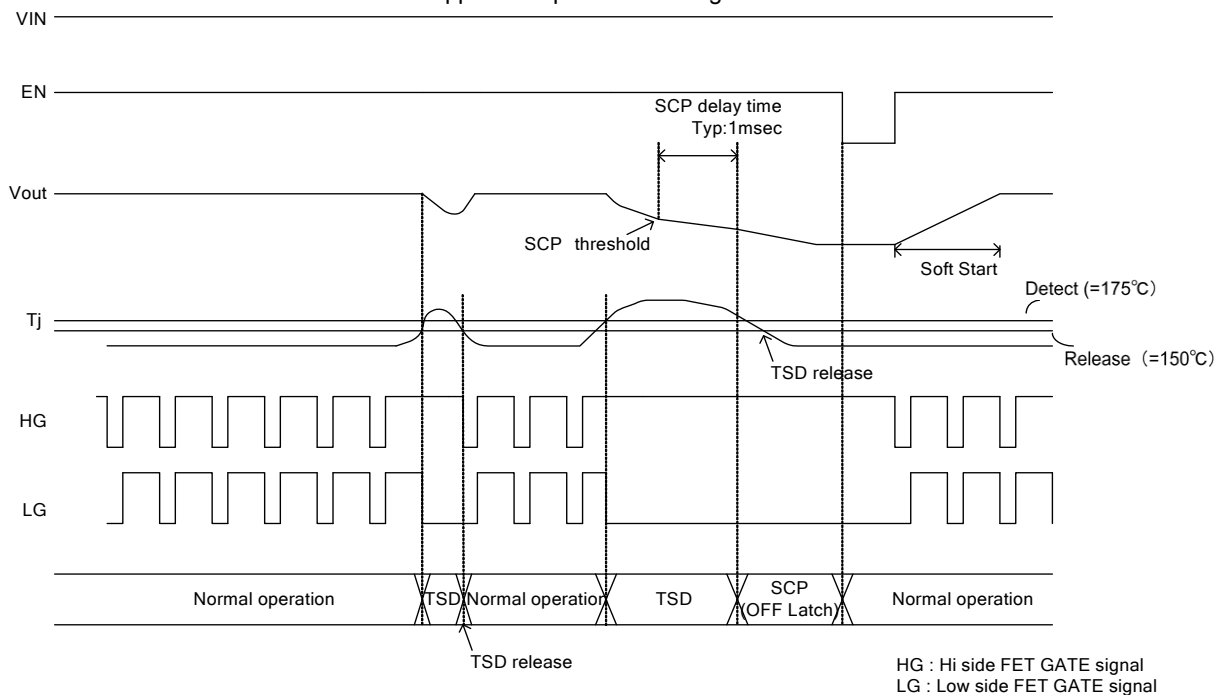 VIN
EN
SCP delay time
Typ:1msec
Vout
SCP threshold
Soft Start
Detect (=175℃)
Tj
Release (=150℃)
TSD release
HG
LG
Normal operation
TSD
Normal operation
TSD
SCP
(OFF Latch)
Normal operation
TSD release
HG : Hi side FET GATE signal
LG : Low side FET GATE signal